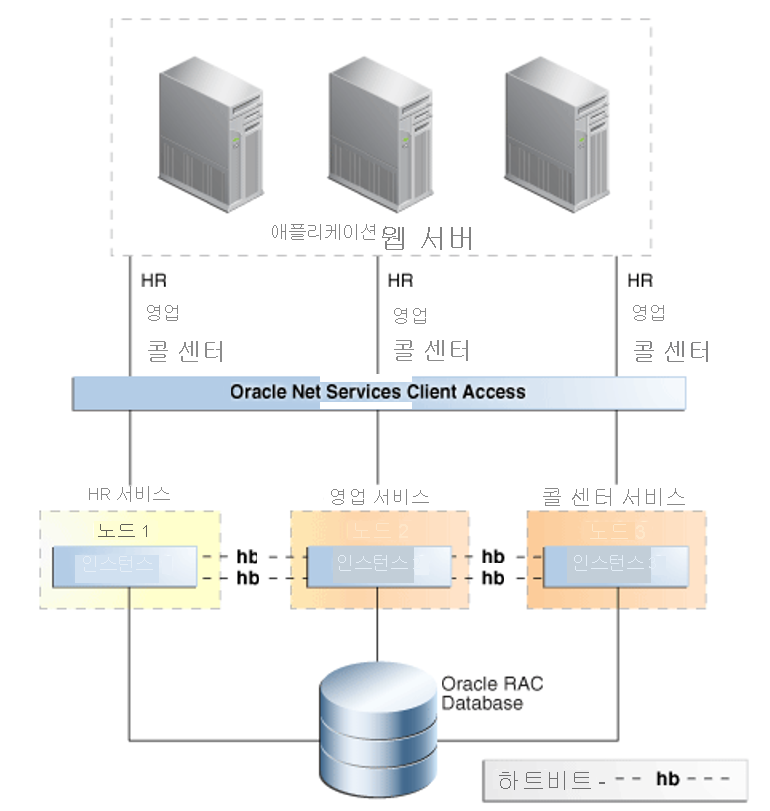 애플리케이션
웹 서버
HR HR HR
영업 영업 영업
콜 센터 콜 센터 콜 센터
Oracle Net Services Client Access
HR 서비스 영업 서비스 콜 센터 서비스
노드 1 노드 2 노드 3
인스턴스 hb 인스턴스 hb 인스턴스
hb hb
Oracle RAC
Database
하트비트 - -- hb ---